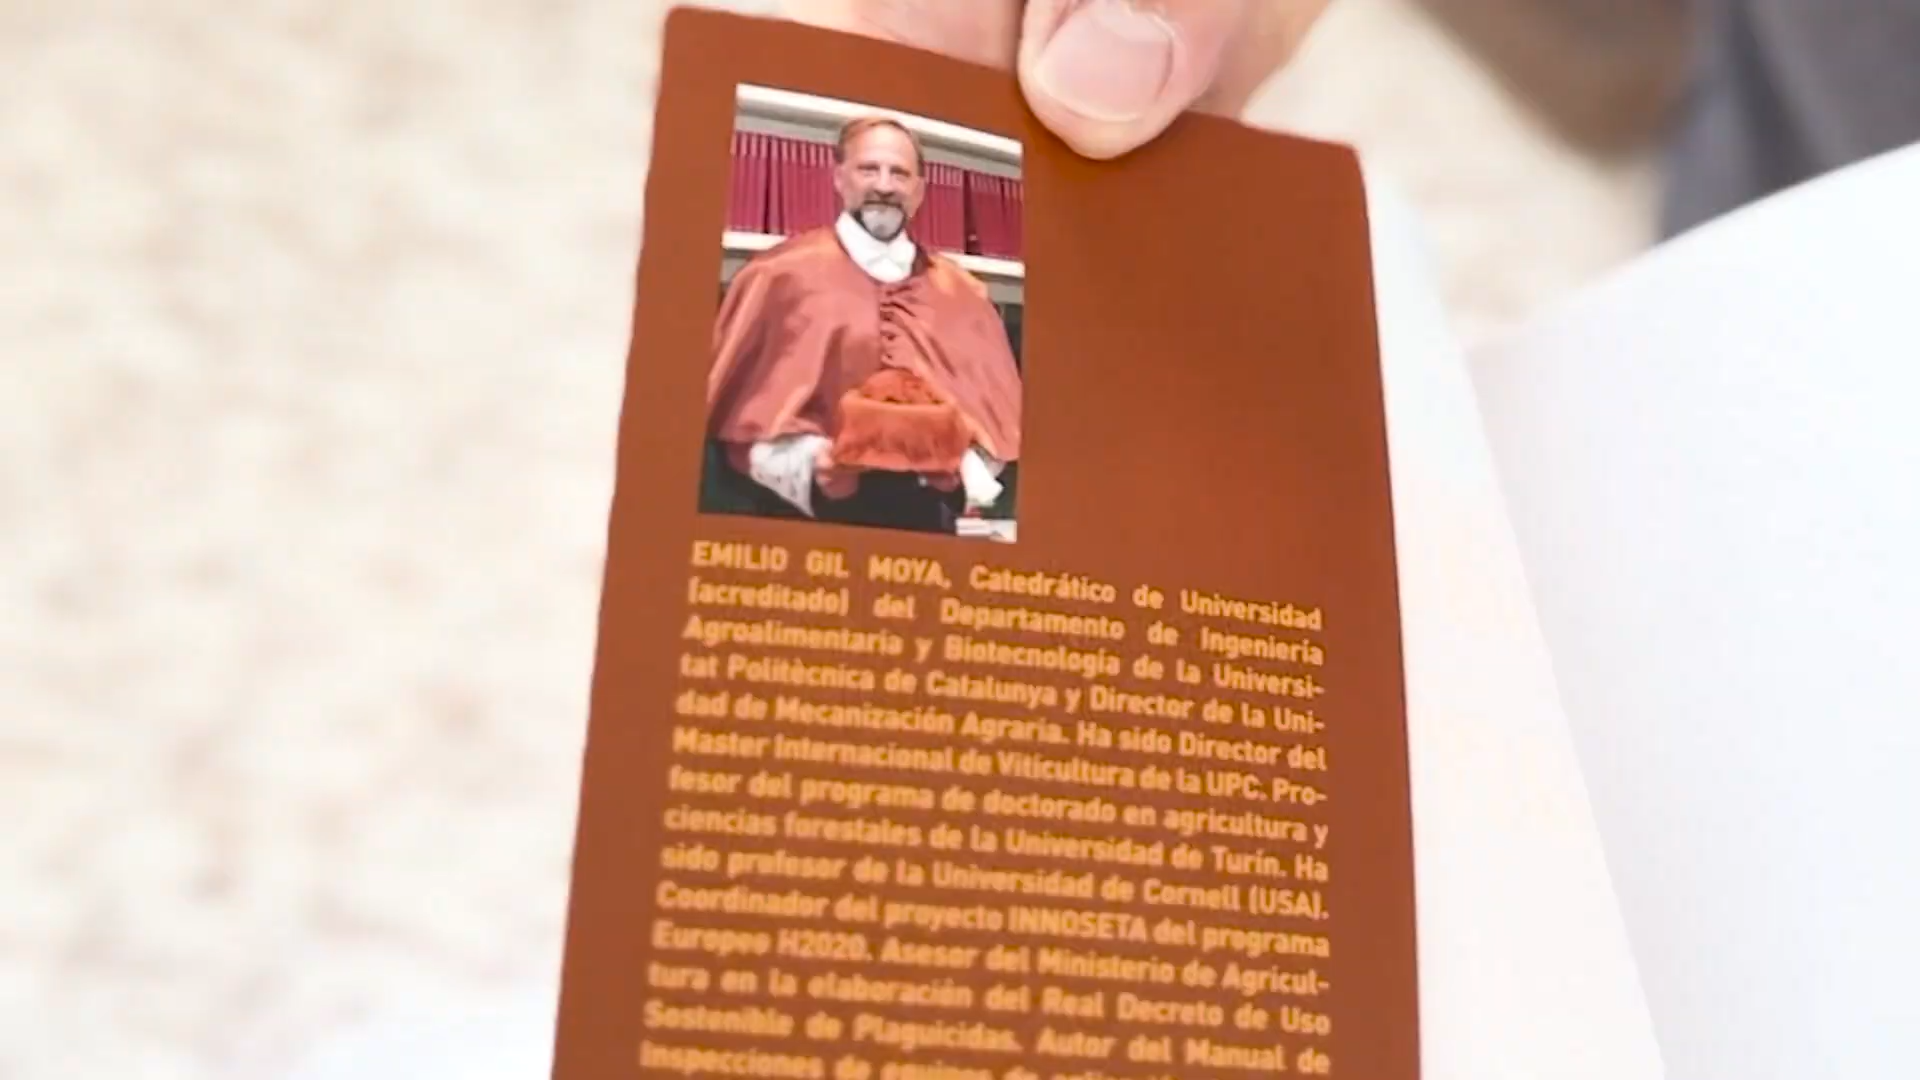 EMILIO GIL MOYA, Catedrático de Universidad
(acreditado) del Departamento de Ingeniería
Agroalimentaria y Biotecnología de la Universi-
tat Politècnica de Catalunya y Director de la Uni-
dad de Mecanización Agraria. Ha sido Director del
Master Internacional de Viticultura de la UPC. Pro-
fesor del programa de doctorado en agricultura y
ciencias forestales de la Universidad de Turín. Ha
sido profesor de la Universidad de Cornell (USA).
Coordinador del proyecto INNOSETA del programa
Europeo H2020. Asesor del Ministerio de Agricul-
tura en la elaboración del Real Decreto de Uso
Sostenible de Plaguicidas. Autor del Manual de
Inspecciones de equipos de